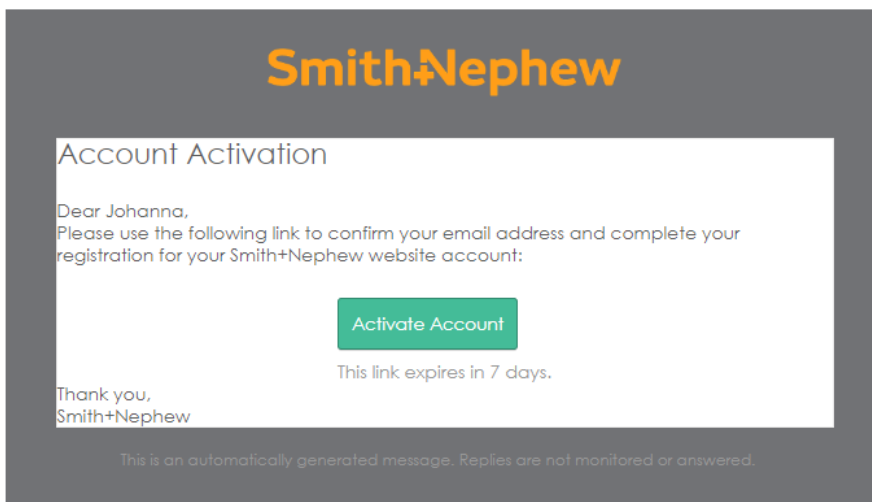 Smith+Nephew
Account Activation
Dear Johanna,
Please use the following link to confirm your email address and complete your
registration for your Smith+Nephew website account:
Activate Account
This link expires in 7 days.
Thank you,
Smith+Nephew
This is an automatically generated message. Replies are not monitored or answered.